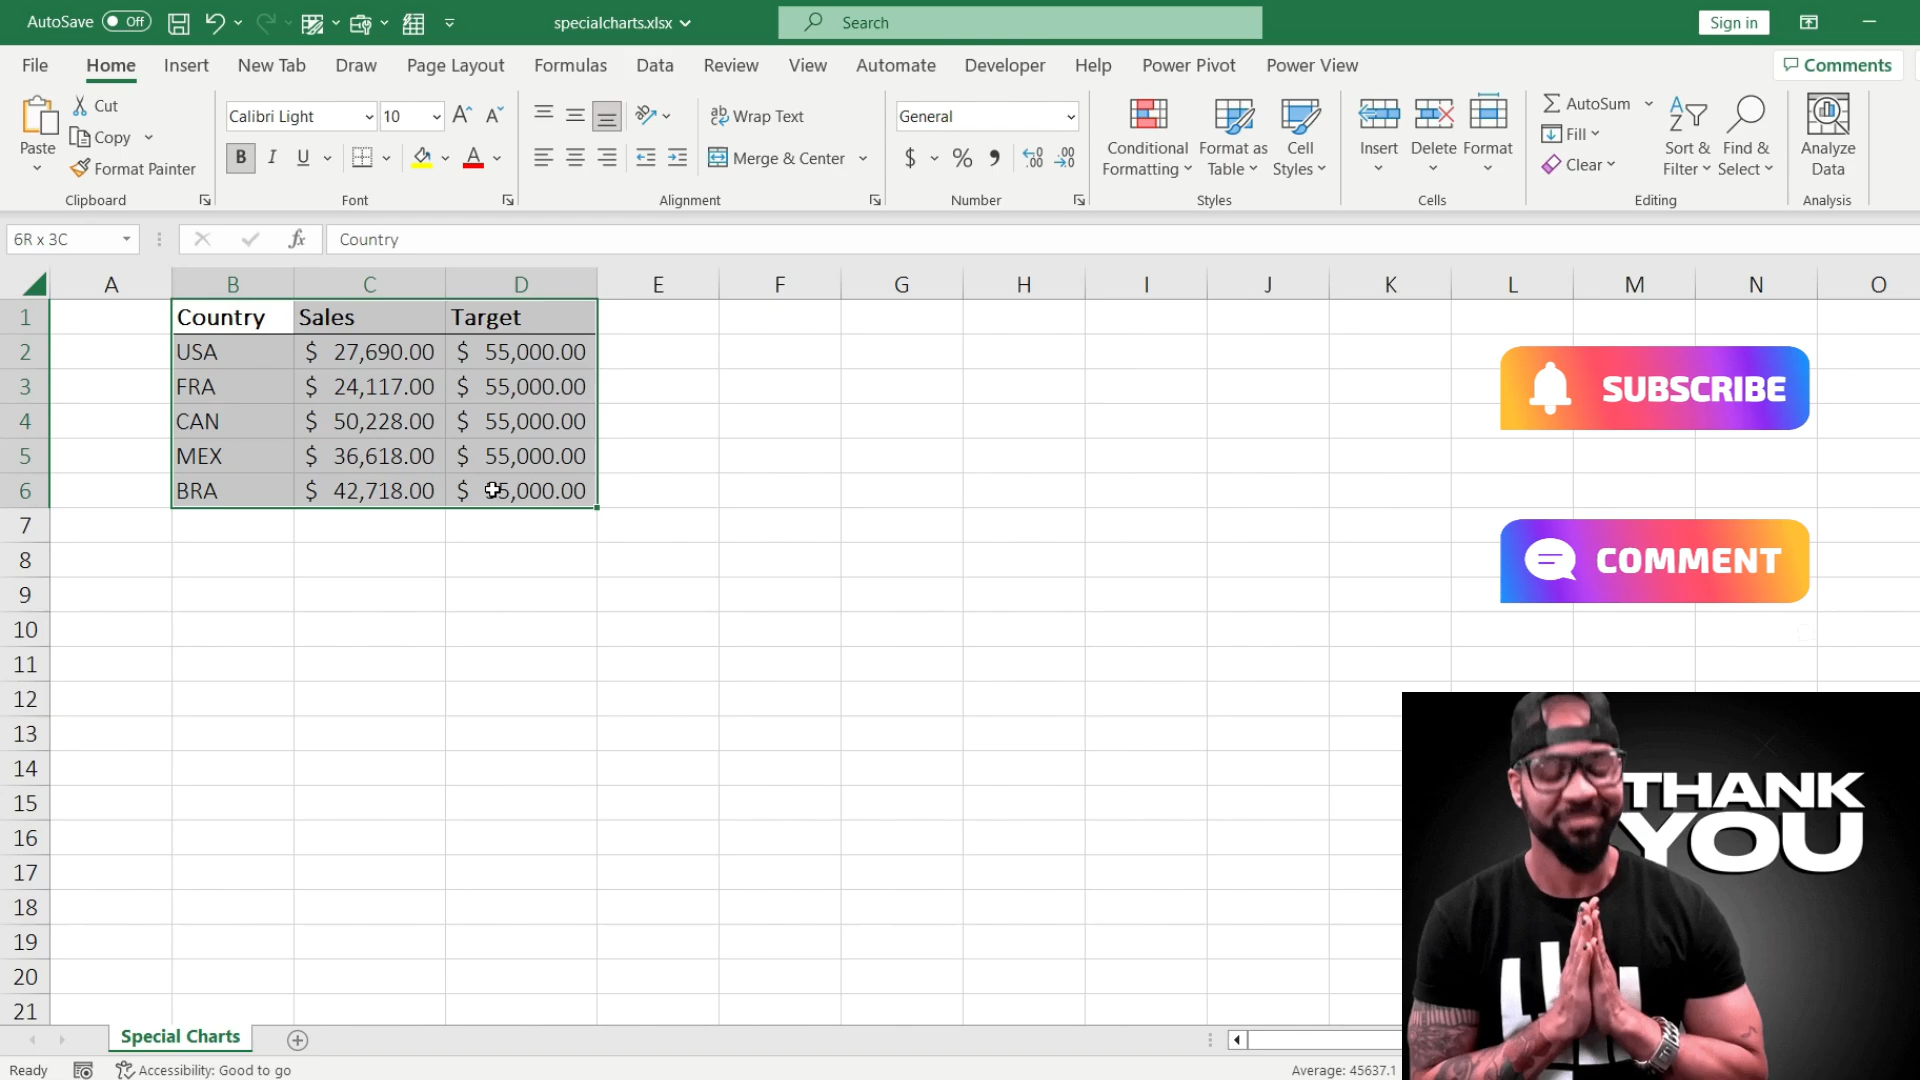 AutoSave Off specialcharts.xlsx Search Sign in
File Home Insert New Tab Draw Page Layout Formulas Data Review View Automate Developer Help Power Pivot Power View Comments
Paste Cut Copy Format Painter
Clipboard
Calibri Light 10
B I U A
Font
Wrap Text
Merge & Center
Alignment
General
$ % 9
Number
Conditional Formatting Format as Table Cell Styles
Styles
Insert Delete Format
Cells
AutoSum
Fill
Clear
Sort & Filter Find & Select
Editing
Analyze Data
Analysis
6R x 3C fx Country
A B C D E F G H I J K L M N O
1 Country Sales Target
2 USA $ 27,690.00 $ 55,000.00
3 FRA $ 24,117.00 $ 55,000.00
4 CAN $ 50,228.00 $ 55,000.00
5 MEX $ 36,618.00 $ 55,000.00
6 BRA $ 42,718.00 $ 5,000.00
7
8
9
10
11
12
13
14
15
16
17
18
19
20
21
SUBSCRIBE
COMMENT
THANK
YOU
Special Charts
Ready Accessibility: Good to go Average: 45637.1